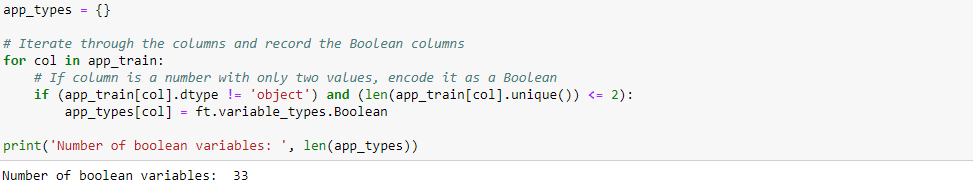 app_types = {}
# Iterate through the columns and record the Boolean columns
for col in app_train:
    # If column is a number with only two values, encode it as a Boolean
    if (app_train[col].dtype != 'object') and (len(app_train[col].unique()) <= 2):
        app_types[col] = ft.variable_types.Boolean
print('Number of boolean variables: ', len(app_types))
Number of boolean variables:  33